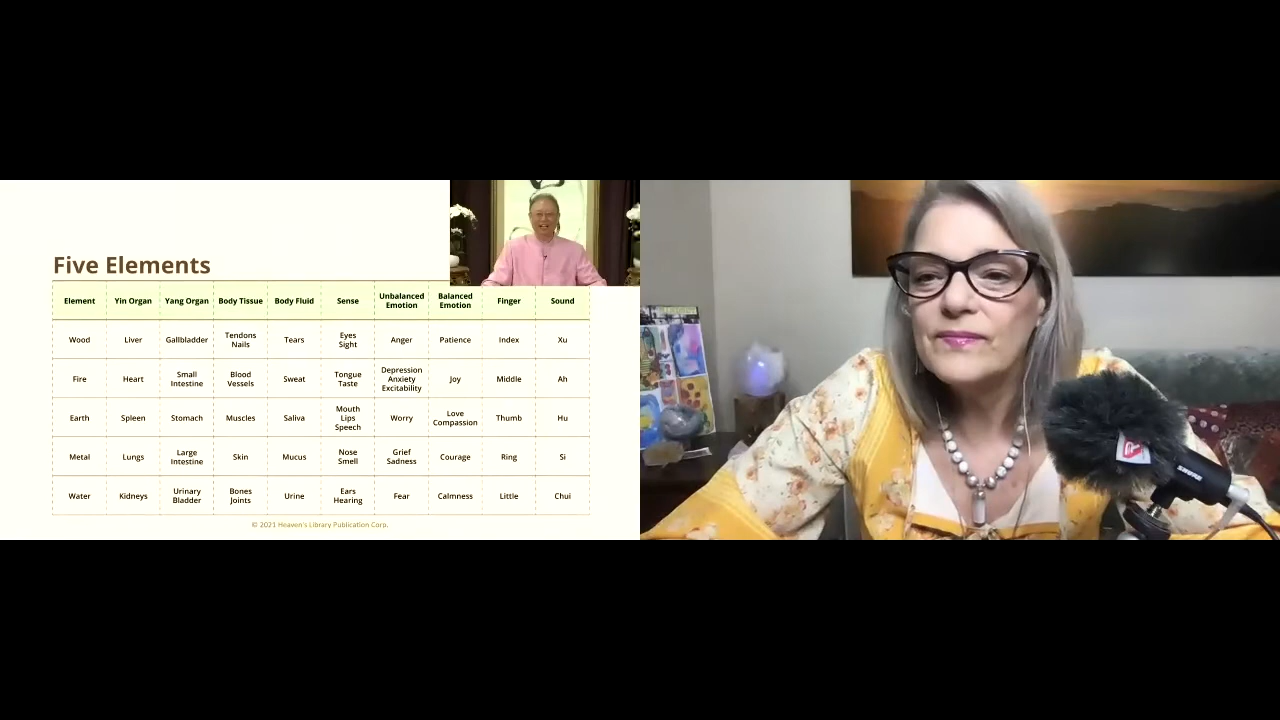 Five Elements
Element Yin Organ Yang Organ Body Tissue Body Fluid Sense Unbalanced Emotion Balanced Emotion Finger Sound
Wood Liver Gallbladder Tendons Nails Tears Eyes Sight Anger Patience Index Xu
Fire Heart Small Intestine Blood Vessels Sweat Tongue Taste Depression Anxiety Excitability Joy Middle Ah
Earth Spleen Stomach Muscles Saliva Mouth Lips Speech Worry Love Compassion Thumb Hu
Metal Lungs Large Intestine Skin Mucus Nose Smell Grief Sadness Courage Ring Si
Water Kidneys Urinary Bladder Bones Joints Urine Ears Hearing Fear Calmness Little Chui
© 2021 Heaven's Library Publication Corp.
SHURE